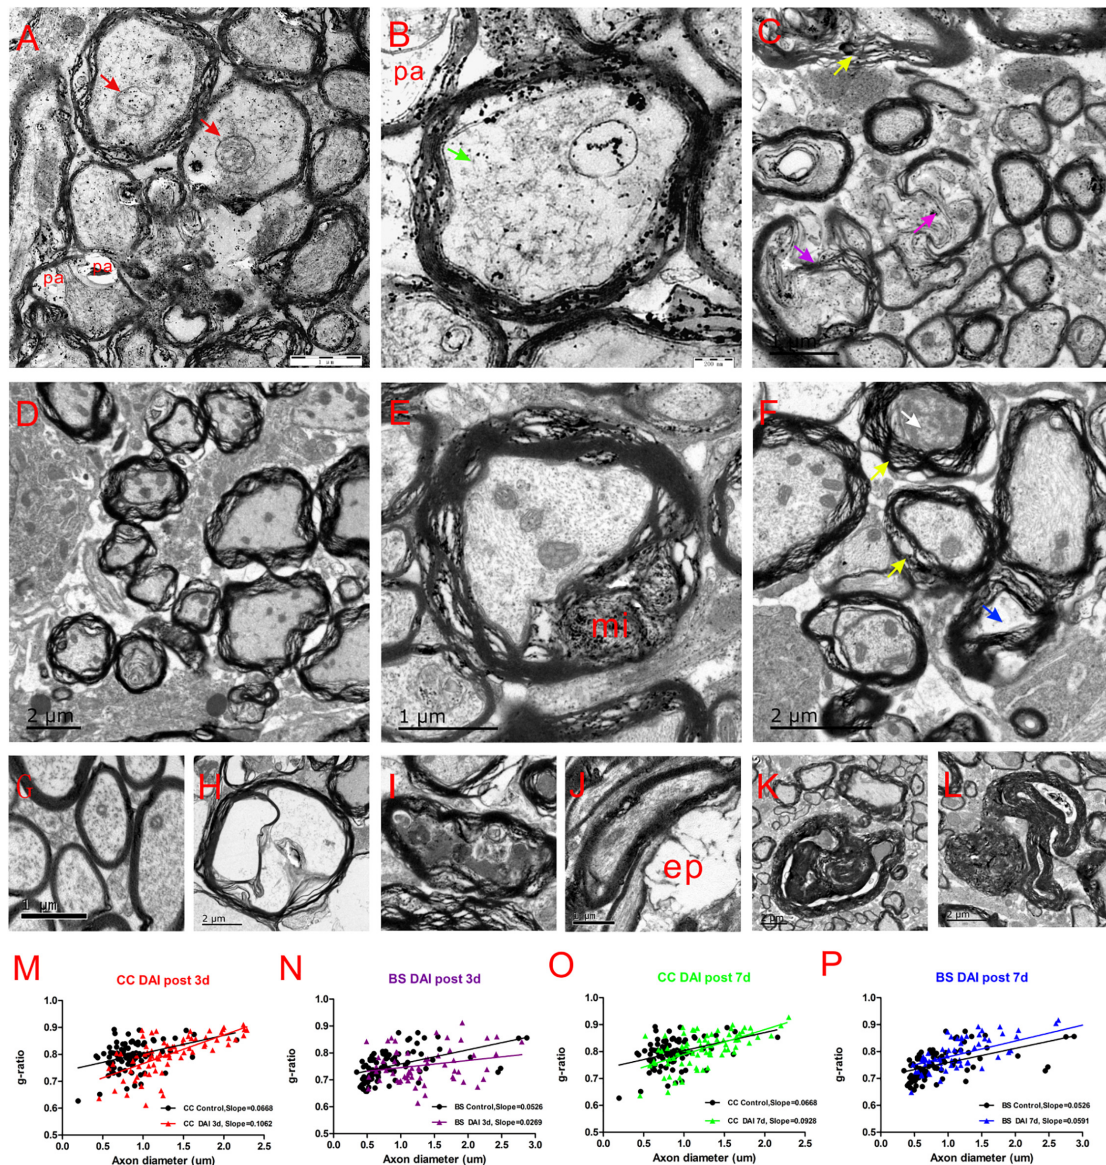 A
B
C
pa
pa
pa
1 µm
200 nm
1 µm
D
E
F
mi
2 µm
1 µm
2 µm
G
H
I
J
K
L
ep
1 µm
2 µm
1 µm
2 µm
2 µm
M
N
O
P
CC DAI post 3d
BS DAI post 3d
CC DAI post 7d
BS DAI post 7d
g-ratio
0.5
0.6
0.7
0.8
0.9
1.0
0.0
0.5
1.0
1.5
2.0
2.5
Axon diameter (um)
CC Control,Slope=0.0668
CC DAI 3d, Slope=0.1062
g-ratio
0.5
0.6
0.7
0.8
0.9
1.0
0.0
0.5
1.0
1.5
2.0
2.5
3.0
Axon diameter (um)
BS Control,Slope=0.0526
BS DAI 3d, Slope=0.0269
g-ratio
0.5
0.6
0.7
0.8
0.9
1.0
0.0
0.5
1.0
1.5
2.0
2.5
Axon diameter (um)
CC Control,Slope=0.0668
CC DAI 7d, Slope=0.0928
g-ratio
0.5
0.6
0.7
0.8
0.9
1.0
0.0
0.5
1.0
1.5
2.0
2.5
3.0
Axon diameter (um)
BS Control,Slope=0.0526
BS DAI 7d, Slope=0.0591